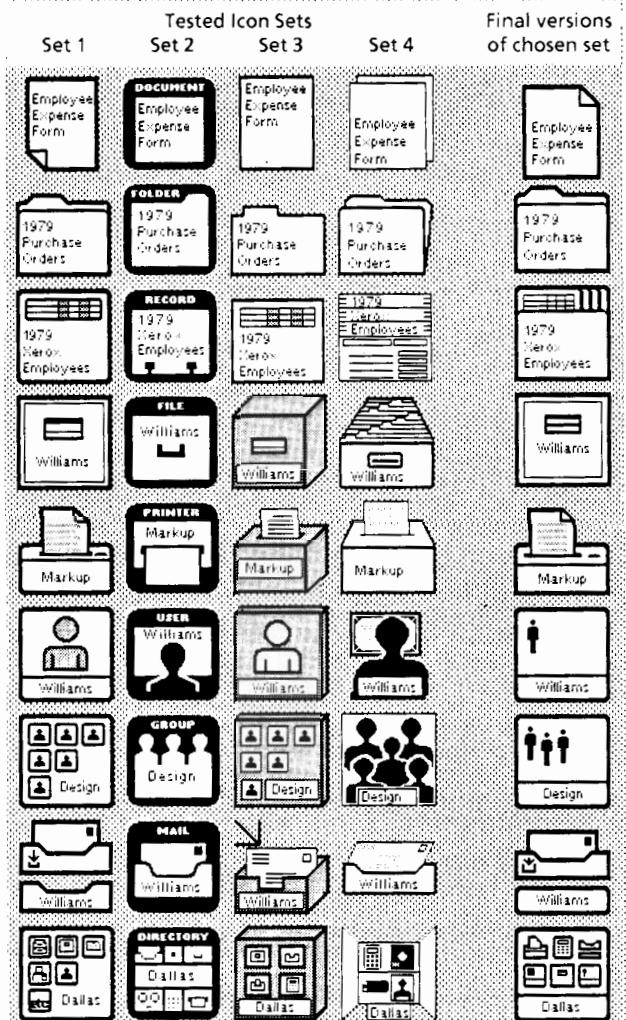 Tested Icon Sets
Final versions
of chosen set
Set 1 Set 2 Set 3 Set 4
Employee
Expense
Form
DOCUMENT
Employee
Expense
Form
Employee
Expense
Form
Employee
Expense
Form
Employee
Expense
Form
1979
Purchase
Orders
FOLDER
1979
Purchase
Orders
1979
Purchase
Orders
1979
Purchase
Orders
1979
Purchase
Orders
1979
Xerox
Employees
RECORD
1979
Xerox
Employees
1979
Xerox
Employees
1979
Xerox
Employees
1979
Xerox
Employees
Williams
FILE
Williams
Williams
Williams
Williams
Markup
PRINTER
Markup
Markup
Markup
Markup
Williams
USER
Williams
Williams
Williams
Williams
Design
GROUP
Design
Design
Design
Design
Williams
MAIL
Williams
Williams
Williams
Williams
etc Dallas
DIRECTORY
Dallas
Dallas
Dallas
Dallas